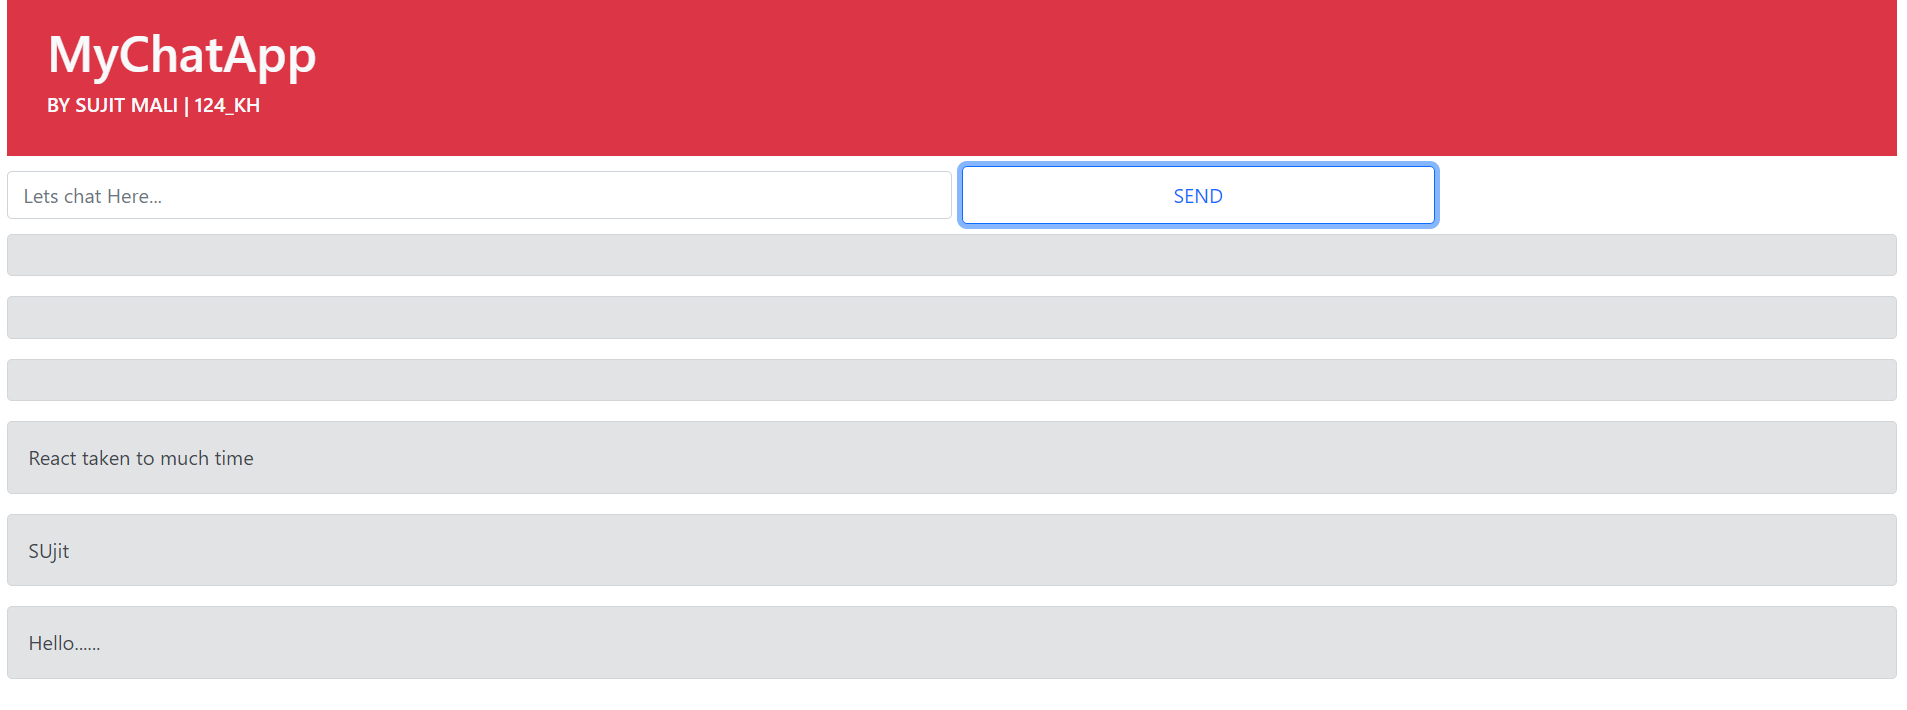 MyChatApp
BY SUJIT MALI | 124_KH
Lets chat Here...
SEND
React taken to much time
SUjit
Hello......